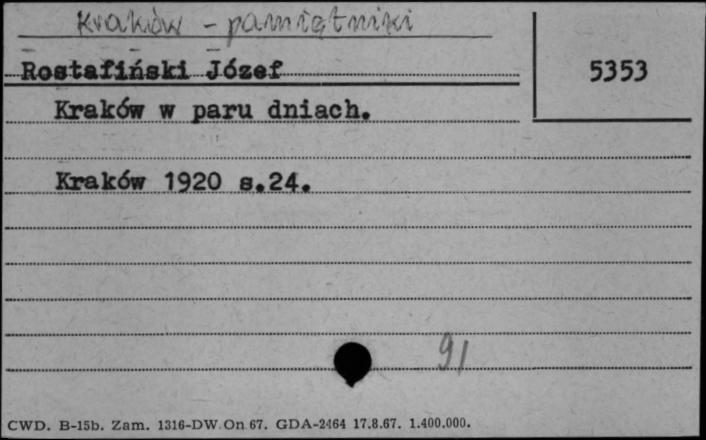 Kraków - pamiętniki
Rostafiński Józef
5353
Kraków w paru dniach.
Kraków 1920 s.24.
91
CWD. B-15b. Zam. 1316-DW On 67. GDA-2464 17.8.67. 1.400.000.